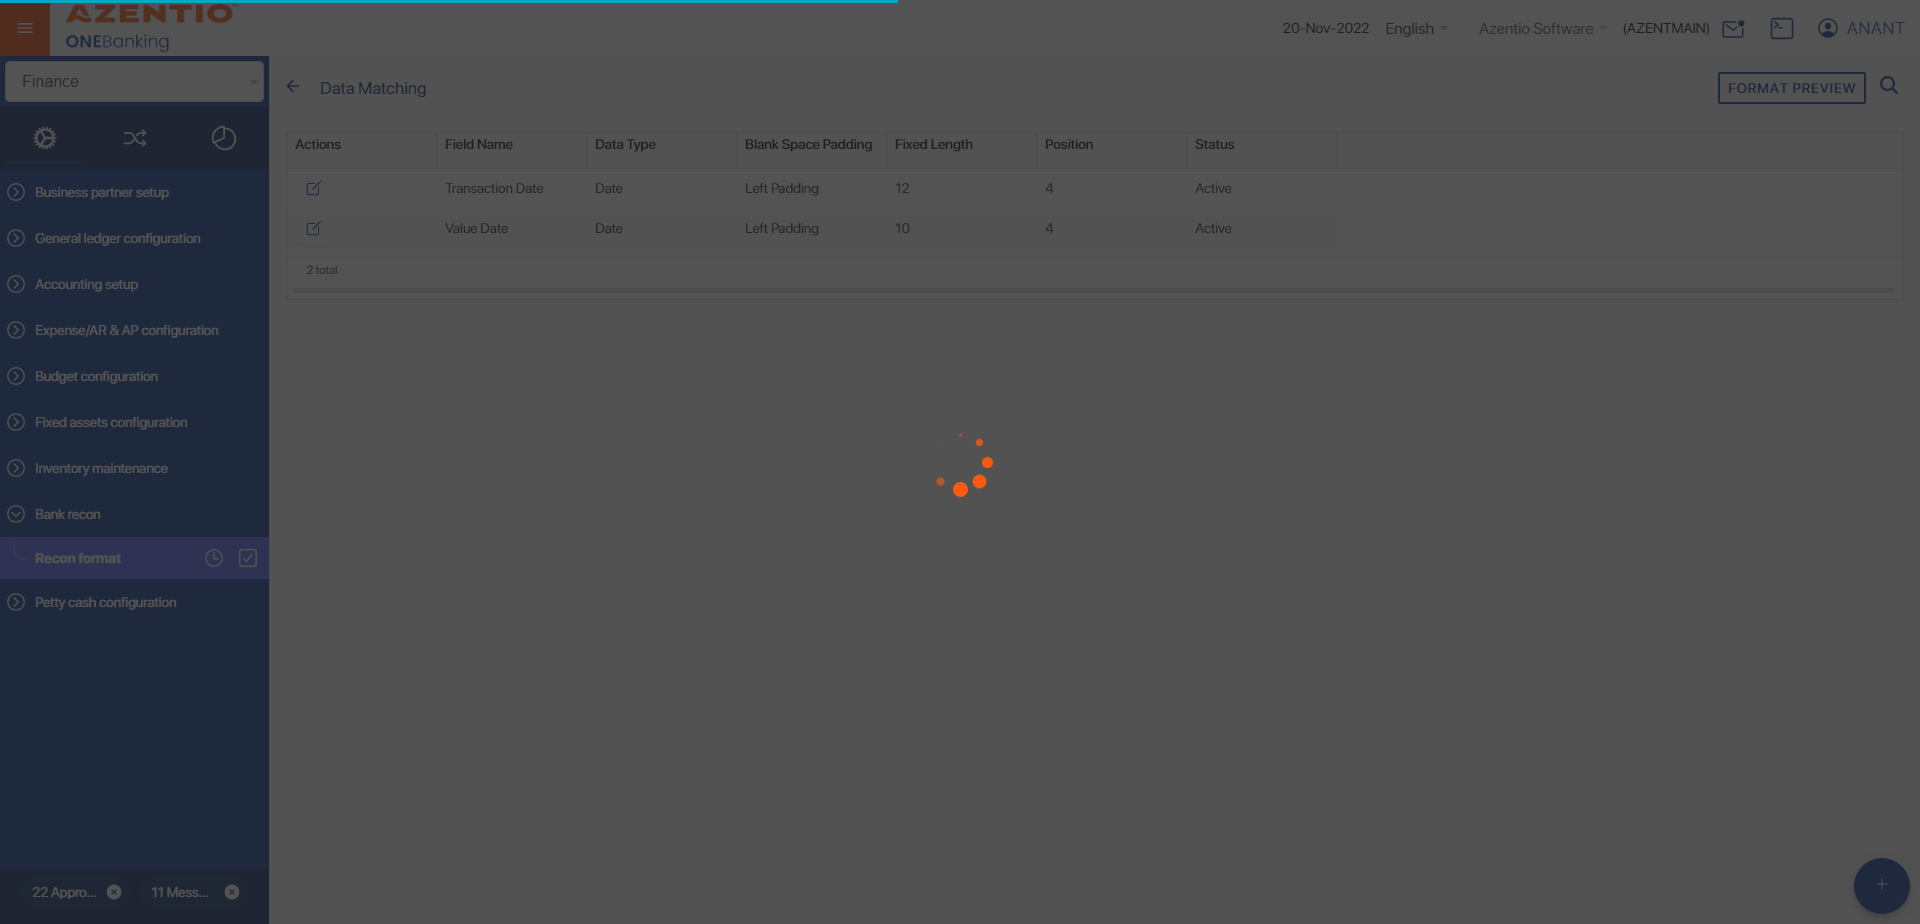 AZENTIO
ONEBanking
20-Nov-2022 English Azentio Software (AZENTMAIN) ANANT
Finance
Data Matching
FORMAT PREVIEW
Actions Field Name Data Type Blank Space Padding Fixed Length Position Status
Transaction Date Date Left Padding 12 4 Active
Value Date Date Left Padding 10 4 Active
2 total
Business partner setup
General ledger configuration
Accounting setup
Expense/AR & AP configuration
Budget configuration
Fixed assets configuration
Inventory maintenance
Bank recon
Recon format
Petty cash configuration
22 Appro... 11 Mess...